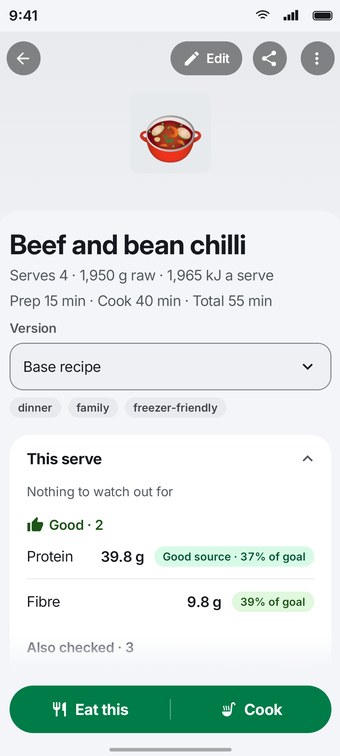 9:41
Edit
Beef and bean chilli
Serves 4 · 1,950 g raw · 1,965 kJ a serve
Prep 15 min · Cook 40 min · Total 55 min
Version
Base recipe
dinner family freezer-friendly
This serve
Nothing to watch out for
Good · 2
Protein 39.8 g Good source · 37% of goal
Fibre 9.8 g 39% of goal
Also checked · 3
Eat this Cook